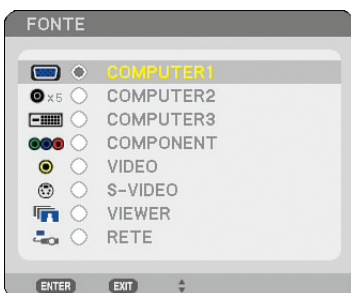 FONTE
COMPUTER1
×5 COMPUTER2
COMPUTER3
COMPONENT
VIDEO
S-VIDEO
VIEWER
RETE
ENTER EXIT